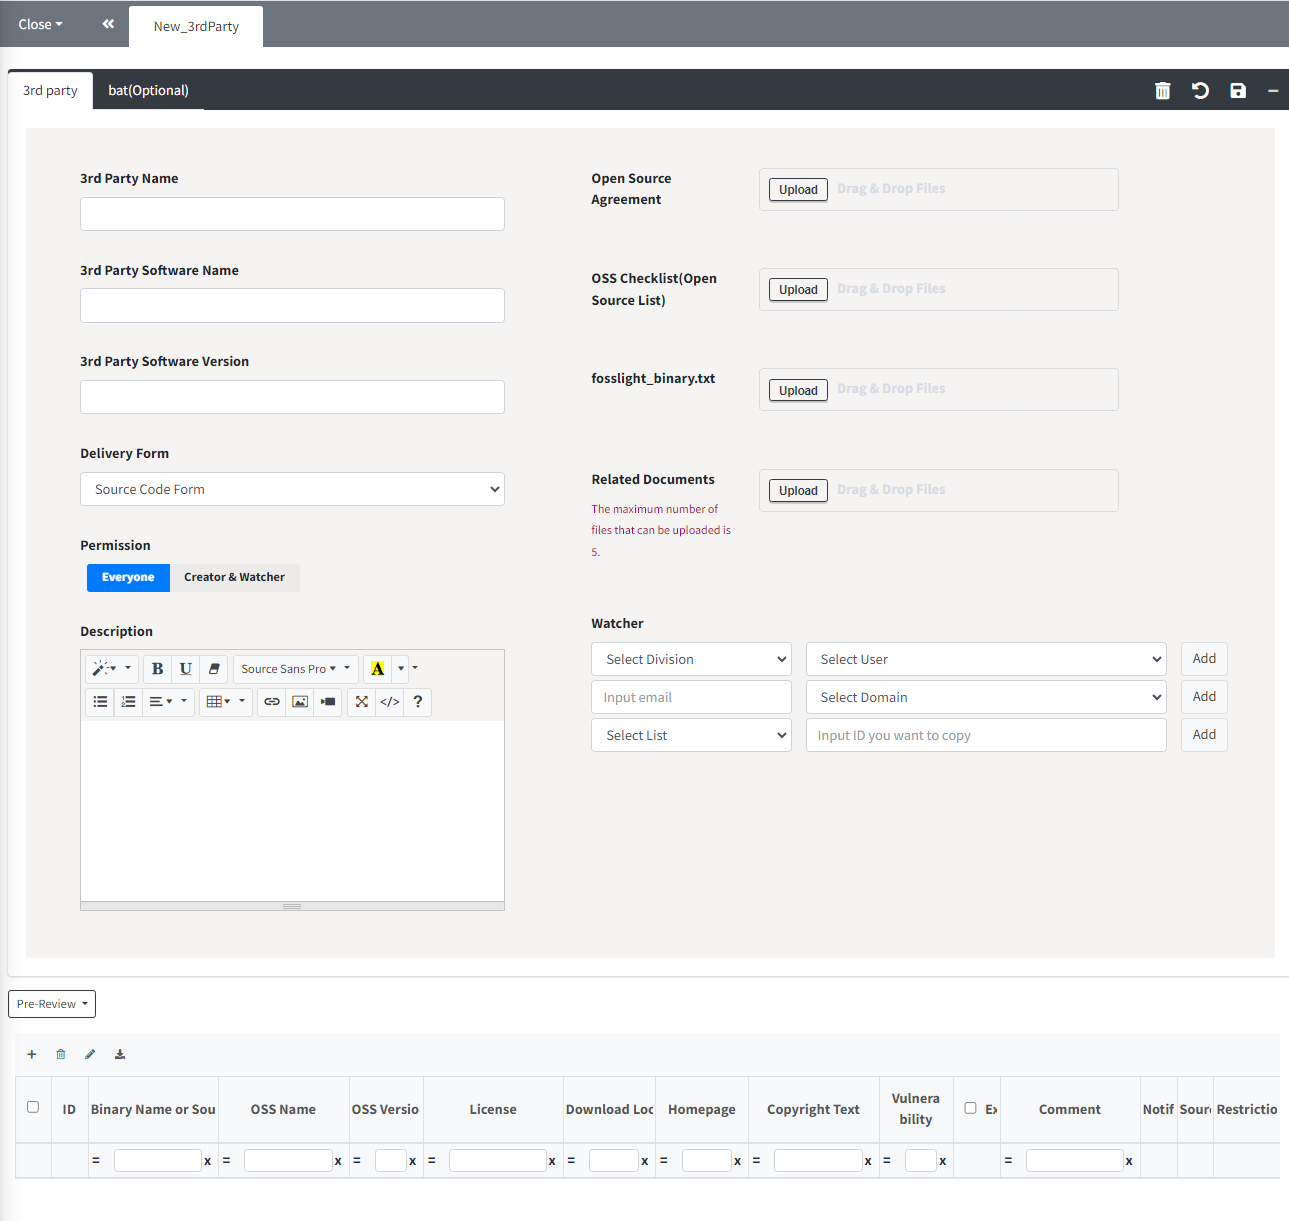 Close
New_3rdParty
3rd party
bat(Optional)
3rd Party Name
3rd Party Software Name
3rd Party Software Version
Delivery Form
Source Code Form
Permission
Everyone
Creator & Watcher
Description
B U Source Sans Pro A
</> ?
Open Source
Agreement
Upload Drag & Drop Files
OSS Checklist(Open
Source List)
Upload Drag & Drop Files
fosslight_binary.txt
Upload Drag & Drop Files
Related Documents
The maximum number of
files that can be uploaded is
5.
Upload Drag & Drop Files
Watcher
Select Division Select User Add
Input email Select Domain Add
Select List Input ID you want to copy Add
Pre-Review
ID Binary Name or Sou OSS Name OSS Versio License Download Loc Homepage Copyright Text Vulnera
bility Ex Comment Notif Sour Restrictio
= x = x = x = x = x = x = x = x = x